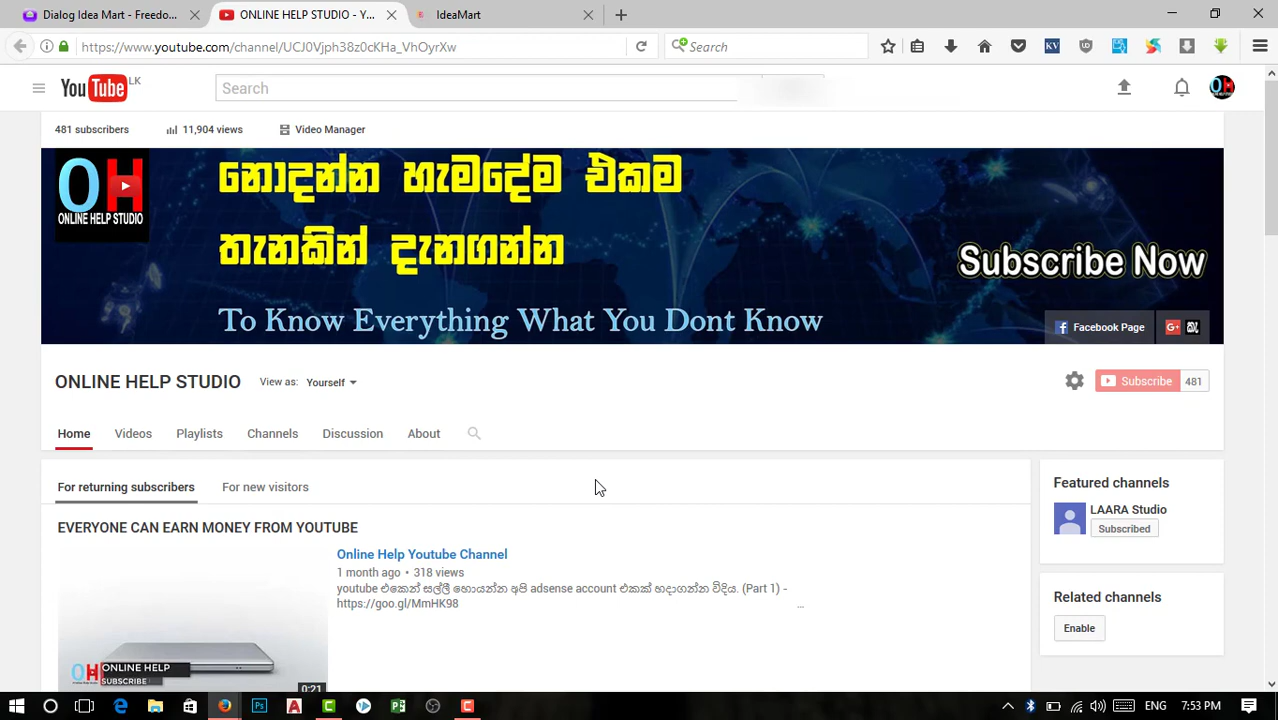 Dialog Idea Mart - Freedo...
ONLINE HELP STUDIO - Y...
IdeaMart
https://www.youtube.com/channel/UCJ0Vjph38z0cKHa_VhOyrXw
Search
YouTube LK
Search
481 subscribers
11,904 views
Video Manager
OH
ONLINE HELP STUDIO
නොදන්න හැමදේම එකම
තැනකින් දැනගන්න
To Know Everything What You Dont Know
Subscribe Now
Facebook Page
ONLINE HELP STUDIO
View as: Yourself
Subscribe 481
Home Videos Playlists Channels Discussion About
For returning subscribers
For new visitors
EVERYONE CAN EARN MONEY FROM YOUTUBE
Online Help Youtube Channel
1 month ago • 318 views
youtube එකෙන් සල්ලි හොයන්න අපි adsense account එකක් හදාගන්න විදිය. (Part 1) -
https://goo.gl/MmHK98
...
OH ONLINE HELP
SUBSCRIBE
0:21
Featured channels
LAARA Studio
Subscribed
Related channels
Enable
ENG
7:53 PM